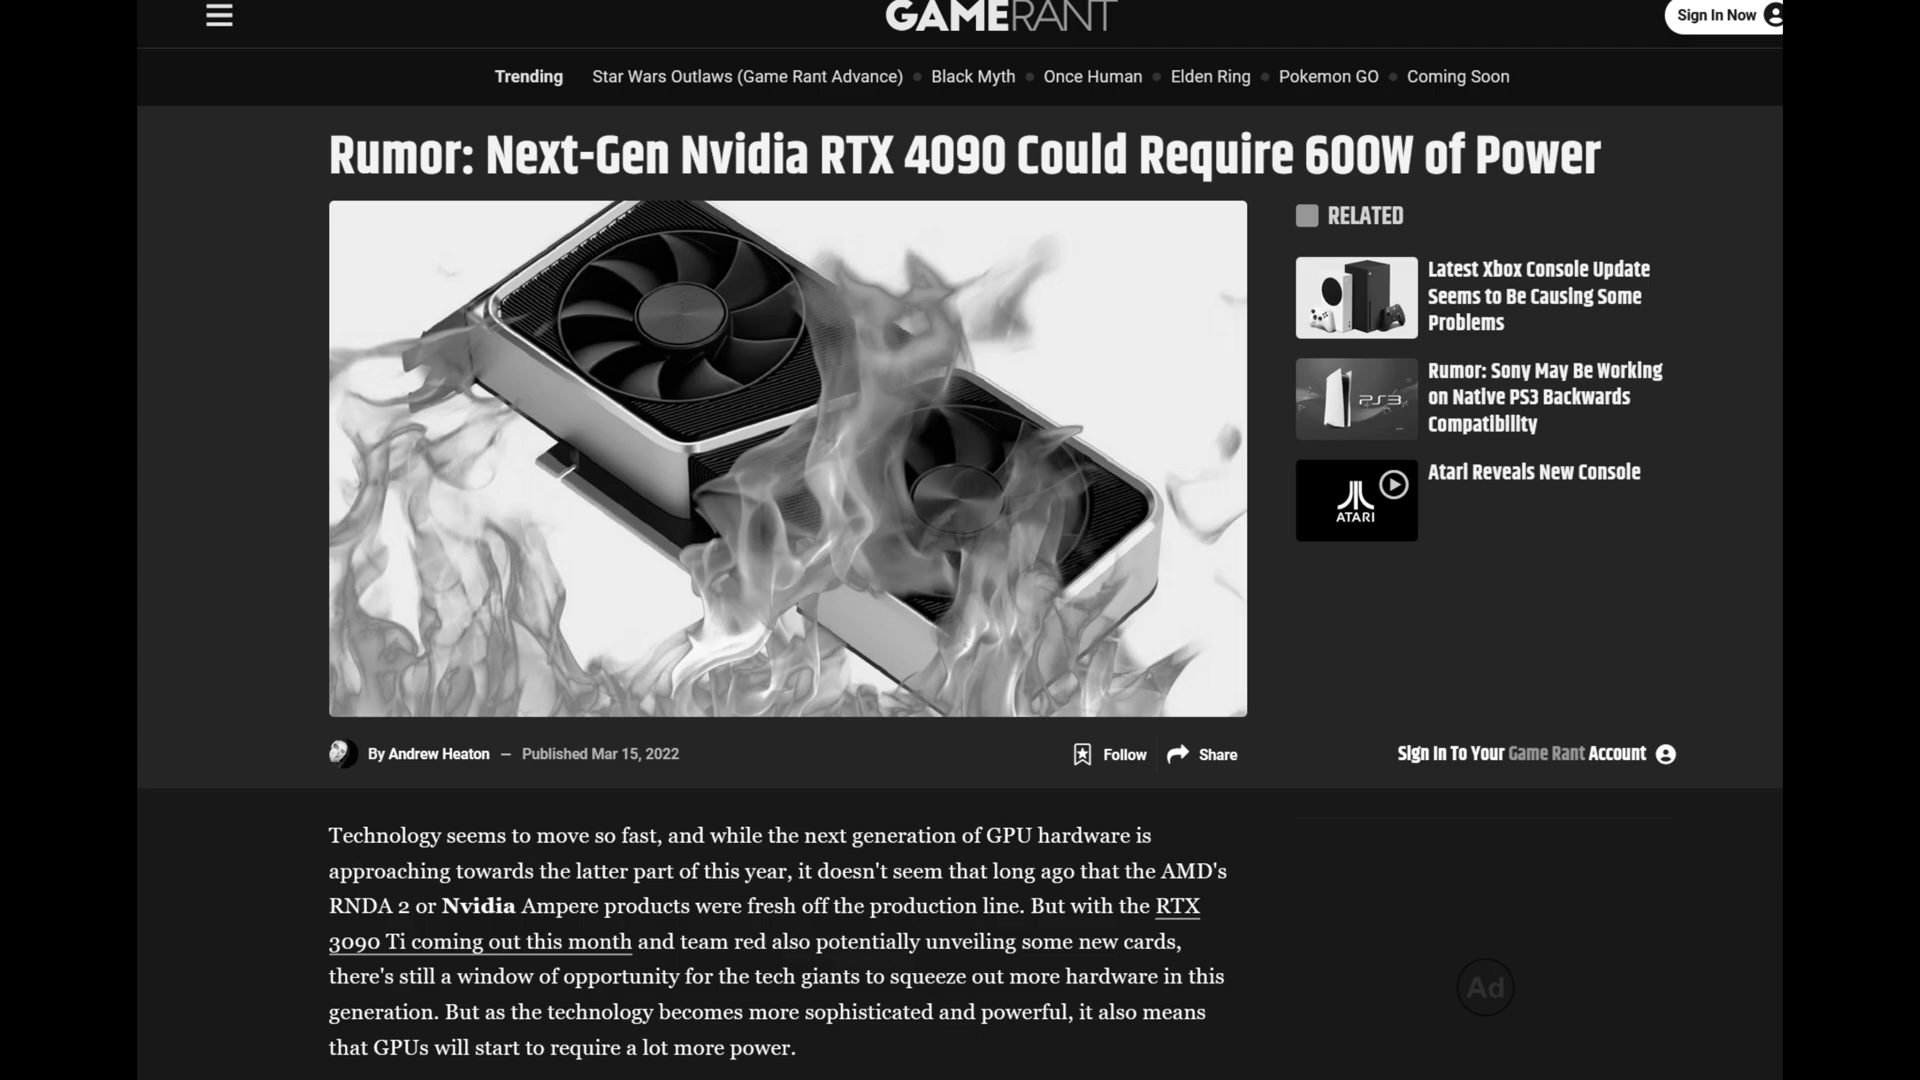 GAMERANT
Sign In Now
Trending Star Wars Outlaws (Game Rant Advance) Black Myth Once Human Elden Ring Pokemon GO Coming Soon
Rumor: Next-Gen Nvidia RTX 4090 Could Require 600W of Power
RELATED
Latest Xbox Console Update
Seems to Be Causing Some
Problems
PS3
Rumor: Sony May Be Working
on Native PS3 Backwards
Compatibility
ATARI
Atari Reveals New Console
By Andrew Heaton — Published Mar 15, 2022
Follow
Share
Sign In To Your Game Rant Account
Technology seems to move so fast, and while the next generation of GPU hardware is
approaching towards the latter part of this year, it doesn't seem that long ago that the AMD's
RNDA 2 or Nvidia Ampere products were fresh off the production line. But with the RTX
3090 Ti coming out this month and team red also potentially unveiling some new cards,
there's still a window of opportunity for the tech giants to squeeze out more hardware in this
generation. But as the technology becomes more sophisticated and powerful, it also means
that GPUs will start to require a lot more power.
Ad